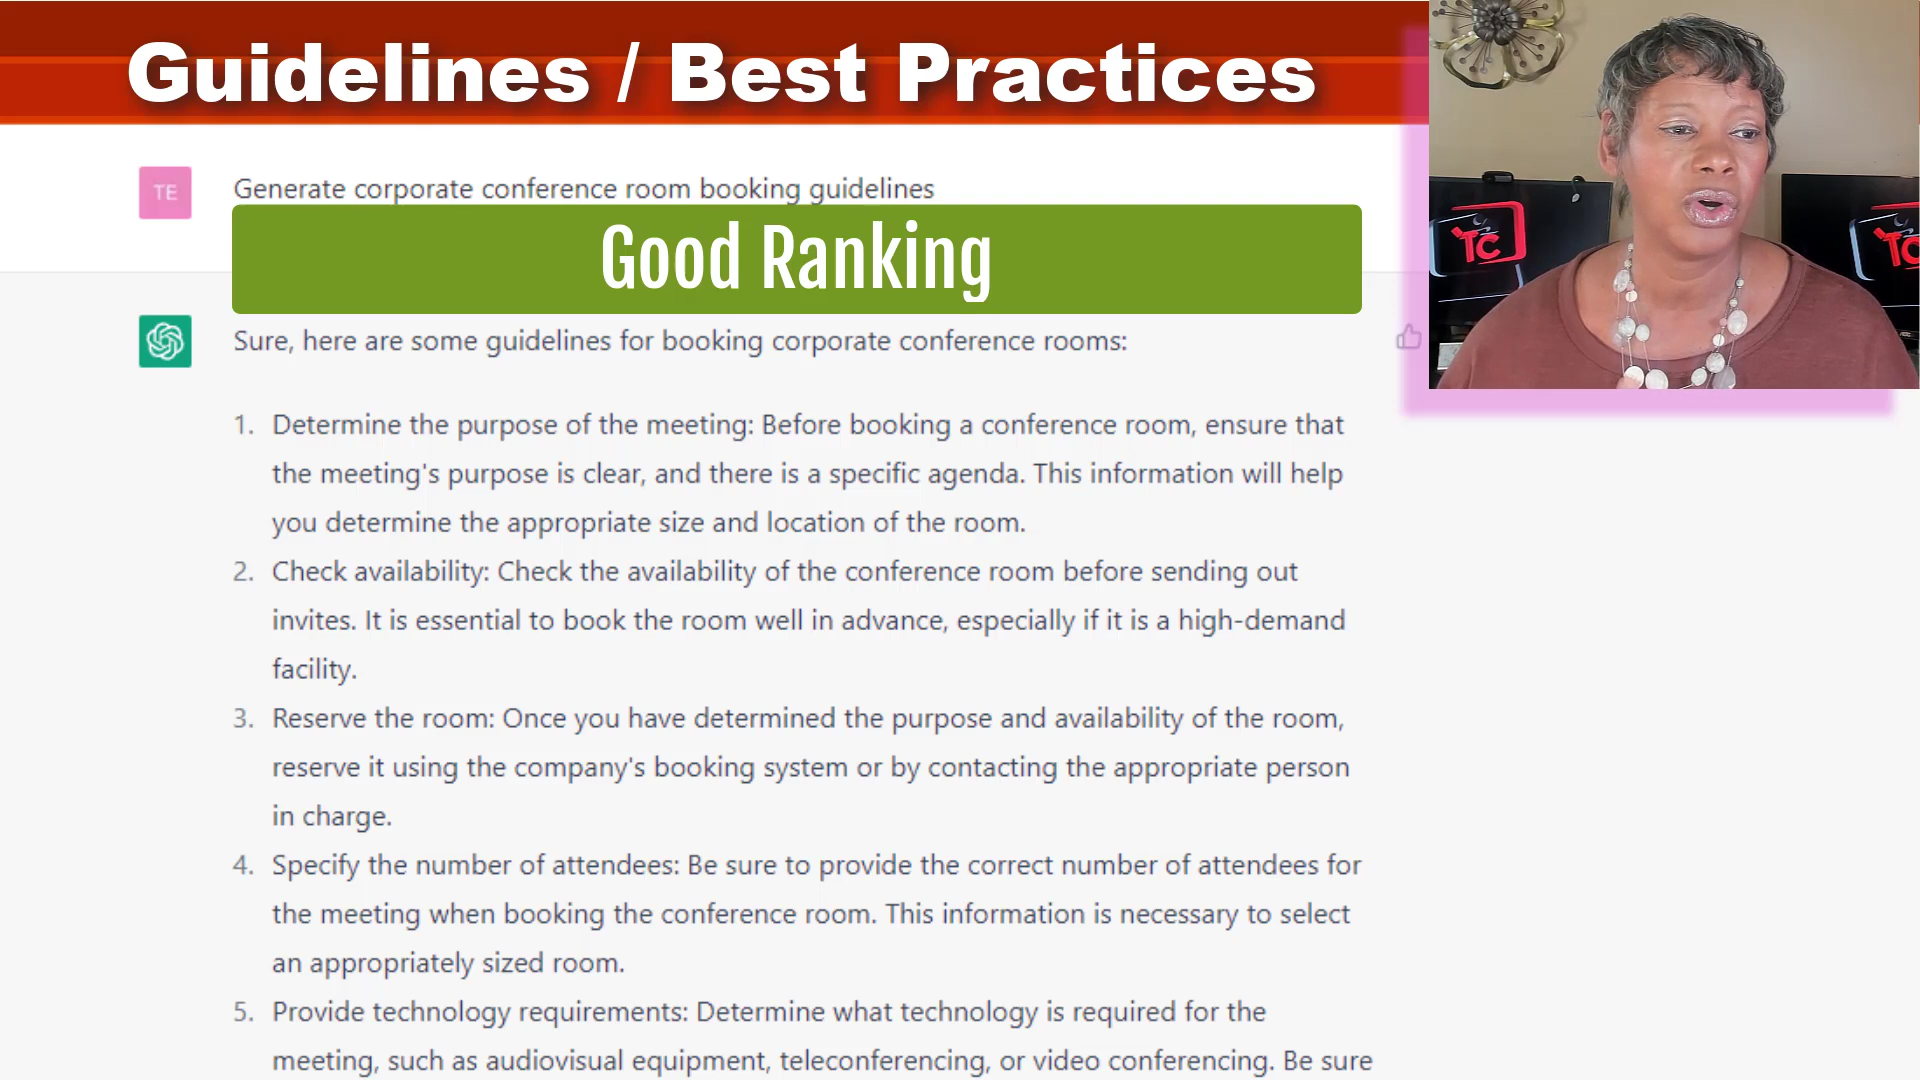 Guidelines / Best Practices
TE
Generate corporate conference room booking guidelines
Good Ranking
Sure, here are some guidelines for booking corporate conference rooms:
1. Determine the purpose of the meeting: Before booking a conference room, ensure that
the meeting's purpose is clear, and there is a specific agenda. This information will help
you determine the appropriate size and location of the room.
2. Check availability: Check the availability of the conference room before sending out
invites. It is essential to book the room well in advance, especially if it is a high-demand
facility.
3. Reserve the room: Once you have determined the purpose and availability of the room,
reserve it using the company's booking system or by contacting the appropriate person
in charge.
4. Specify the number of attendees: Be sure to provide the correct number of attendees for
the meeting when booking the conference room. This information is necessary to select
an appropriately sized room.
5. Provide technology requirements: Determine what technology is required for the
meeting, such as audiovisual equipment, teleconferencing, or video conferencing. Be sure
TC
TC